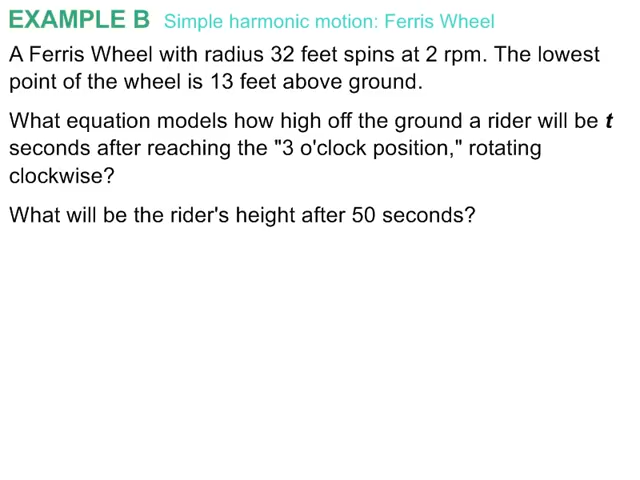 EXAMPLE B Simple harmonic motion: Ferris Wheel
A Ferris Wheel with radius 32 feet spins at 2 rpm. The lowest
point of the wheel is 13 feet above ground.
What equation models how high off the ground a rider will be t
seconds after reaching the "3 o'clock position," rotating
clockwise?
What will be the rider's height after 50 seconds?